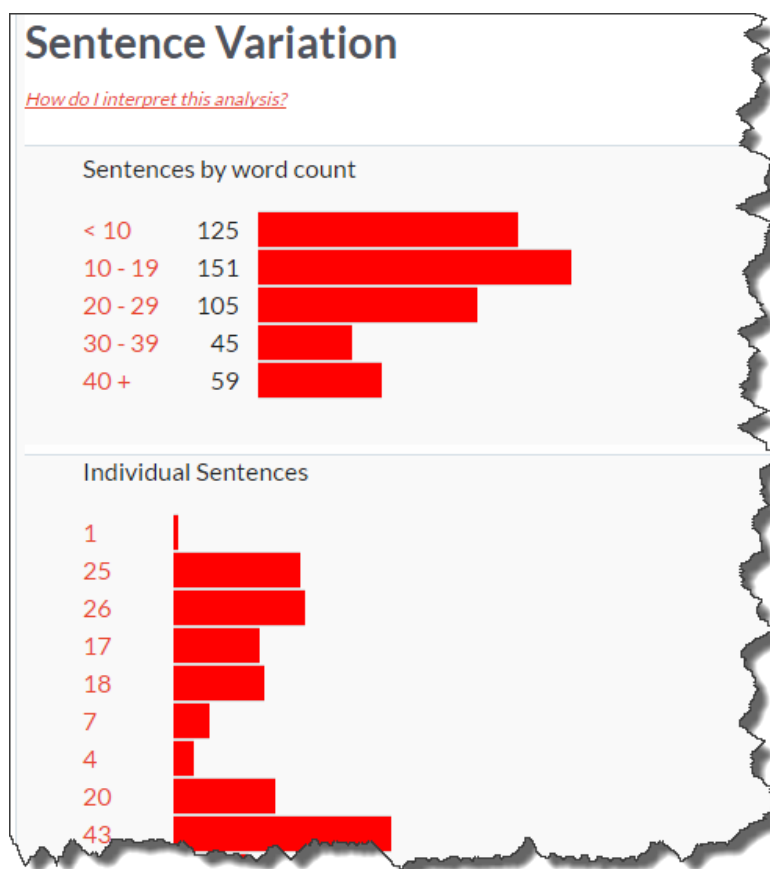 Sentence Variation
How do I interpret this analysis?
Sentences by word count
< 10 125
10 - 19 151
20 - 29 105
30 - 39 45
40 + 59
Individual Sentences
1
25
26
17
18
7
4
20
43